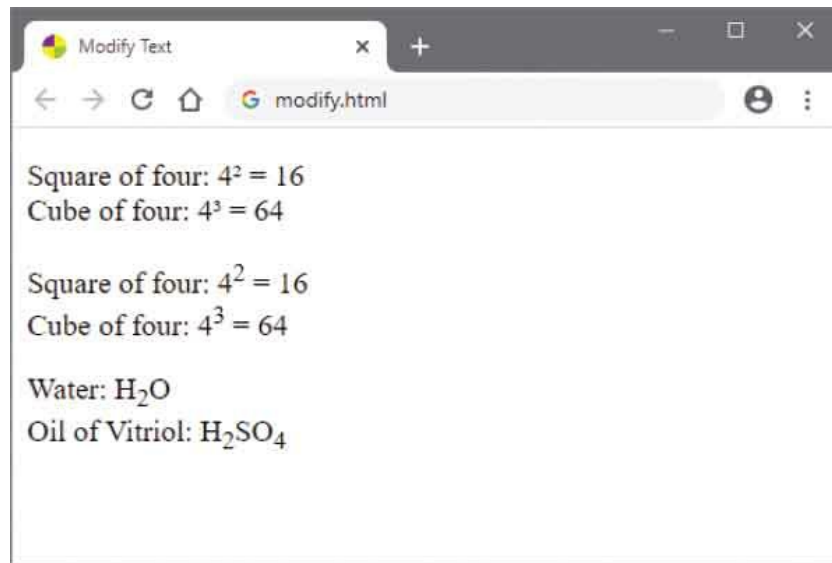 Modify Text
modify.html
Square of four: 4² = 16
Cube of four: 4³ = 64
Square of four: 4² = 16
Cube of four: 4³ = 64
Water: H₂O
Oil of Vitriol: H₂SO₄